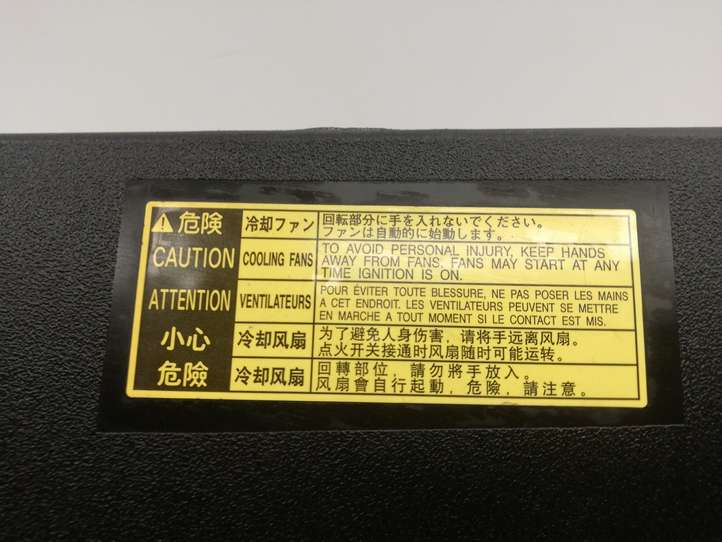 ⚠危険 冷却ファン 回転部分に手を入れないでください。
ファンは自動的に始動します。
CAUTION COOLING FANS TO AVOID PERSONAL INJURY, KEEP HANDS
AWAY FROM FANS. FANS MAY START AT ANY
TIME IGNITION IS ON.
ATTENTION VENTILATEURS POUR ÉVITER TOUTE BLESSURE, NE PAS POSER LES MAINS
A CET ENDROIT. LES VENTILATEURS PEUVENT SE METTRE
EN MARCHE A TOUT MOMENT SI LE CONTACT EST MIS.
小心 冷却风扇 为了避免人身伤害，请将手远离风扇。
点火开关接通时风扇随时可能运转。
危險 冷却风扇 回轉部位，請勿將手放入。
风扇會自行起動，危險，請注意。